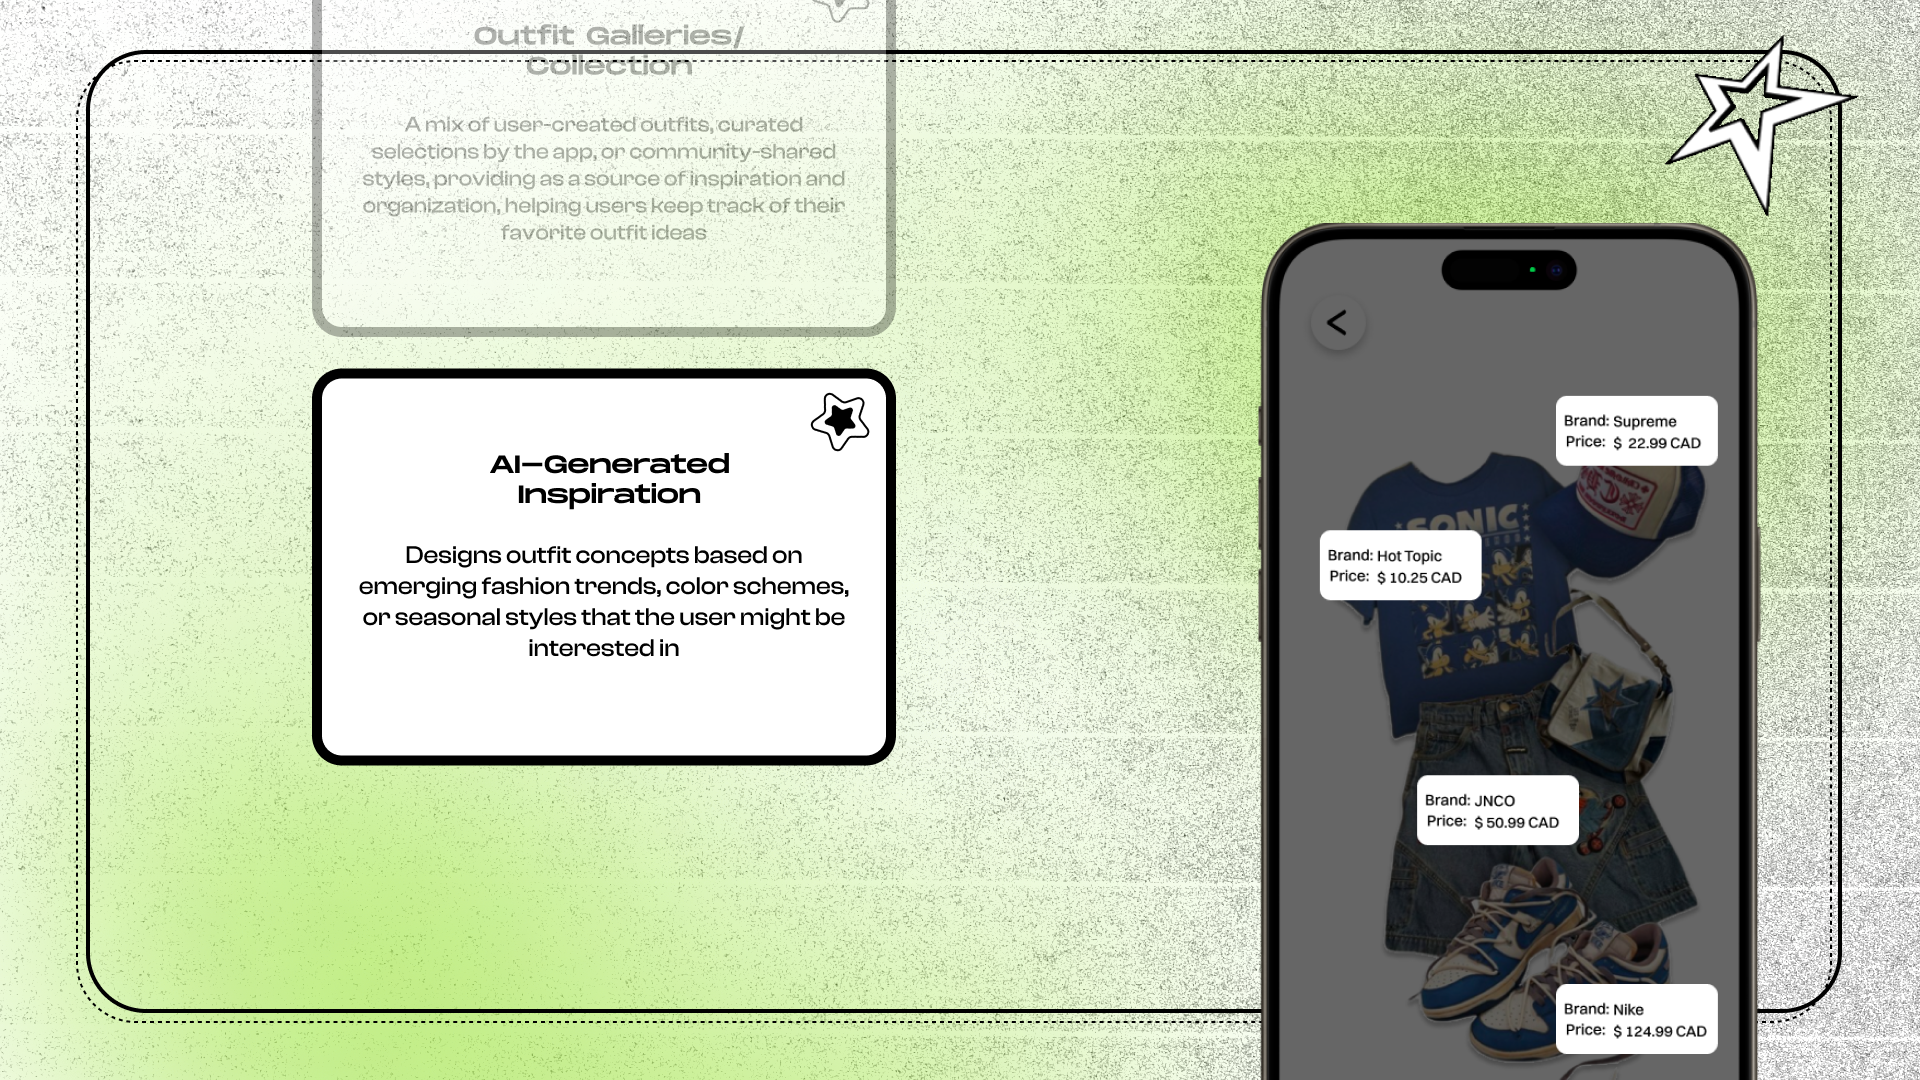 Outfit Galleries/
Collection
A mix of user-created outfits, curated
selections by the app, or community-shared
styles, providing as a source of inspiration and
organization, helping users keep track of their
favorite outfit ideas
AI–Generated
Inspiration
Designs outfit concepts based on
emerging fashion trends, color schemes,
or seasonal styles that the user might be
interested in
Brand: Supreme
Price: $ 22.99 CAD
SONIC
Brand: Hot Topic
Price: $ 10.25 CAD
Brand: JNCO
Price: $ 50.99 CAD
Brand: Nike
Price: $ 124.99 CAD